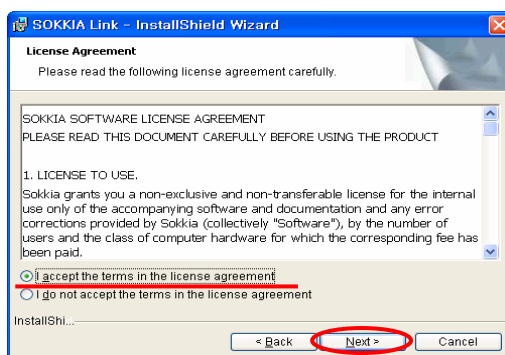 SOKKIA Link - InstallShield Wizard
License Agreement
Please read the following license agreement carefully.
SOKKIA SOFTWARE LICENSE AGREEMENT
PLEASE READ THIS DOCUMENT CAREFULLY BEFORE USING THE PRODUCT
1. LICENSE TO USE.
Sokkia grants you a non-exclusive and non-transferable license for the internal
use only of the accompanying software and documentation and any error
corrections provided by Sokkia (collectively "Software"), by the number of
users and the class of computer hardware for which the corresponding fee has
been paid.
I accept the terms in the license agreement
I do not accept the terms in the license agreement
InstallShi...
< Back Next > Cancel